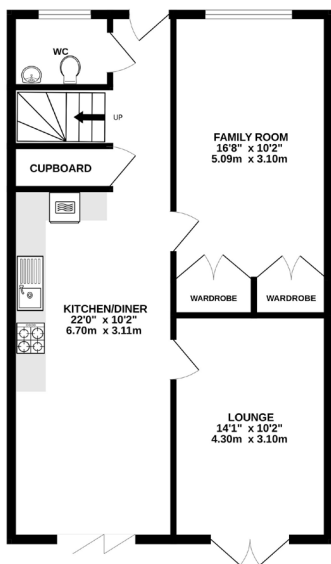 WC
UP
CUPBOARD
FAMILY ROOM
16'8" x 10'2"
5.09m x 3.10m
WARDROBE
WARDROBE
KITCHEN/DINER
22'0" x 10'2"
6.70m x 3.11m
LOUNGE
14'1" x 10'2"
4.30m x 3.10m